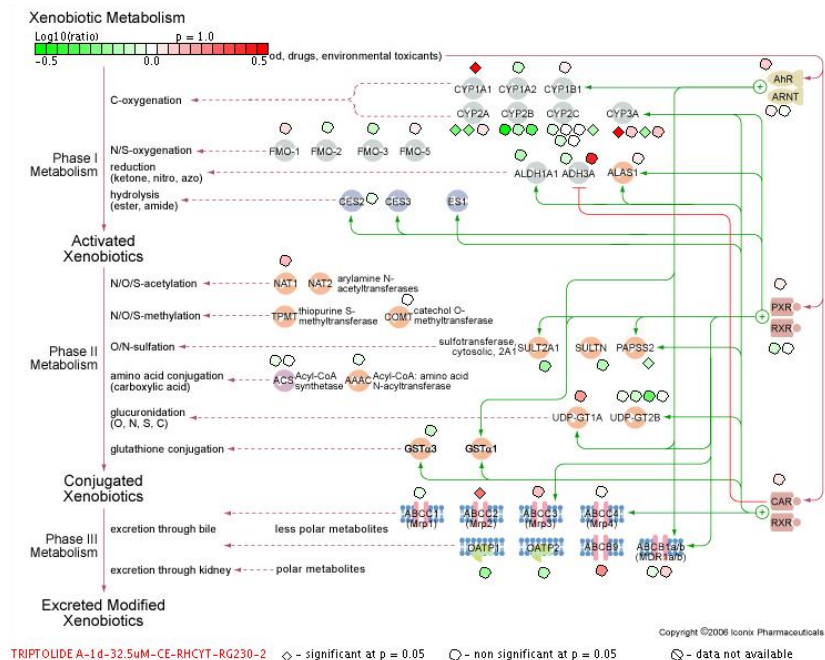 Xenobiotic Metabolism
Log10(ratio) p = 1.0
-0.5 0.0 0.5
od, drugs, environmental toxicants)
CYP1A1 CYP1A2 CYP1B1
AhR
ARNT
C-oxygenation
CYP2A CYP2B CYP2C CYP3A
Phase I
Metabolism
N/S-oxygenation
FMO-1 FMO-2 FMO-3 FMO-5
reduction
(ketone, nitro, azo)
ALDH1A1 ADH3A ALAS1
hydrolysis
(ester, amide)
CES2 CES3 ES1
Activated
Xenobiotics
N/O/S-acetylation
NAT1 NAT2 arylamine N-
acetyltransferases
PXR
RXR
N/O/S-methylation
TPMT thiopurine S-
methyltransferase
COMT catechol O-
methyltransferase
Phase II
Metabolism
O/N-sulfation
sulfotransferase,
cytosolic, 2A1
SULT2A1 SULTN PAPSS2
amino acid conjugation
(carboxylic acid)
ACS Acyl-CoA
synthetase
AAAC Acyl-CoA: amino acid
N-acyltransferase
glucuronidation
(O, N, S, C)
UDP-GT1A UDP-GT2B
glutathione conjugation
GSTα3 GSTα1
Conjugated
Xenobiotics
CAR
RXR
excretion through bile
less polar metabolites
ABCC1
(Mrp1)
ABCC2
(Mrp2)
ABCC3
(Mrp3)
ABCC4
(Mrp4)
Phase III
Metabolism
OATP1 OATP2 ABCB9 ABCB1a/b
(MDR1a/b)
excretion through kidney
polar metabolites
Excreted Modified
Xenobiotics
Copyright ©2006 Iconix Pharmaceuticals
TRIPTOLIDE A-1d-32.5uM-CE-RHCYT-RG230-2 - significant at p = 0.05 - non significant at p = 0.05 - data not available